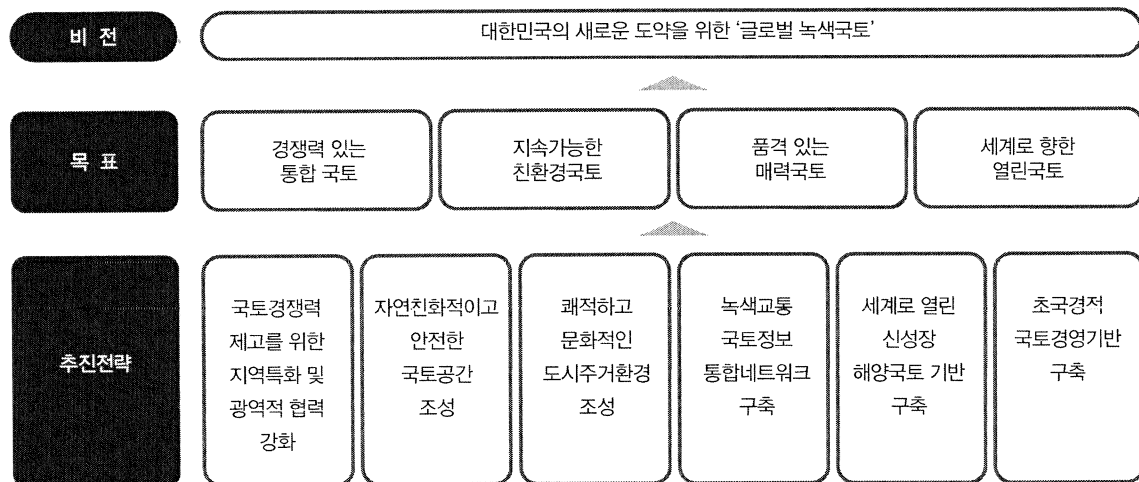 비 전
대한민국의 새로운 도약을 위한 ‘글로벌 녹색국토’
목 표
경쟁력 있는
통합 국토
지속가능한
친환경국토
품격 있는
매력국토
세계로 향한
열린국토
추진전략
국토경쟁력
제고를 위한
지역특화 및
광역적 협력
강화
자연친화적이고
안전한
국토공간
조성
쾌적하고
문화적인
도시주거환경
조성
녹색교통
국토정보
통합네트워크
구축
세계로 열린
신성장
해양국토 기반
구축
초국경적
국토경영기반
구축